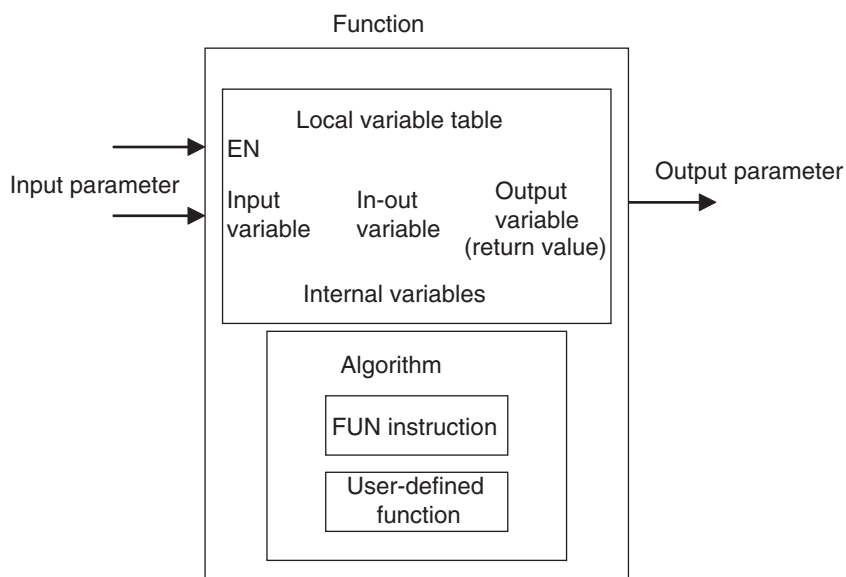 Function
Local variable table
EN
Input parameter
Output parameter
Input
variable
In-out
variable
Output
variable
(return value)
Internal variables
Algorithm
FUN instruction
User-defined
function